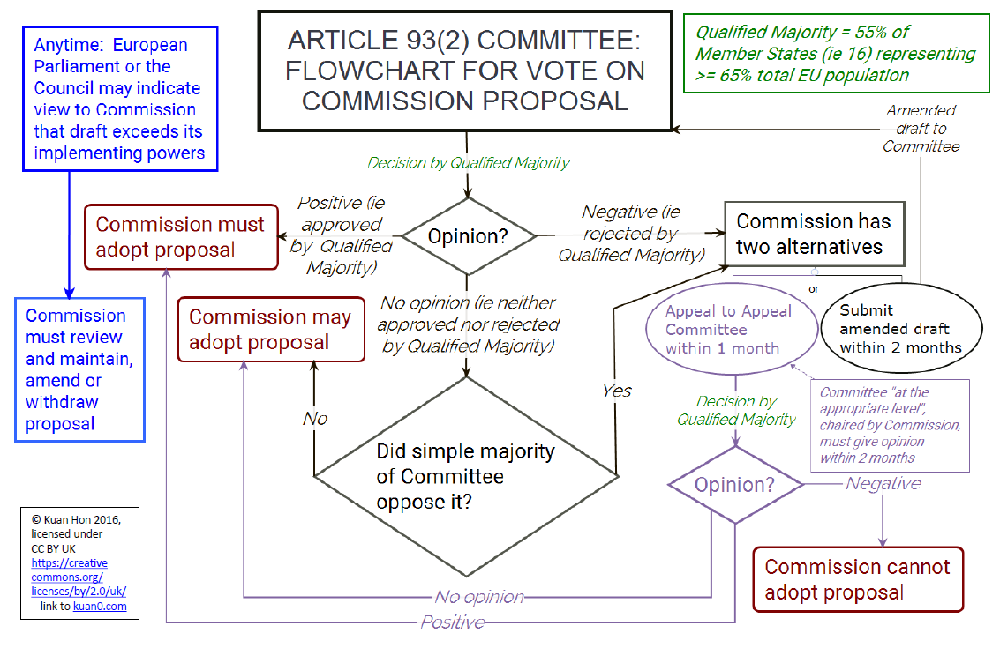 ARTICLE 93(2) COMMITTEE:
FLOWCHART FOR VOTE ON
COMMISSION PROPOSAL
Anytime: European
Parliament or the
Council may indicate
view to Commission
that draft exceeds its
implementing powers
Qualified Majority = 55% of
Member States (ie 16) representing
>= 65% total EU population
Amended
draft to
Committee
Decision by Qualified Majority
Commission must
adopt proposal
Positive (ie
approved
by Qualified
Majority)
Opinion?
Negative (ie
rejected by
Qualified Majority)
Commission has
two alternatives
or
Commission
must review
and maintain,
amend or
withdraw
proposal
Commission may
adopt proposal
No opinion (ie neither
approved nor rejected
by Qualified Majority)
Appeal to Appeal
Committee
within 1 month
Submit
amended draft
within 2 months
No
Yes
Did simple majority
of Committee
oppose it?
Decision by
Qualified Majority
Committee "at the
appropriate level",
chaired by Commission,
must give opinion
within 2 months
Opinion?
Negative
Commission cannot
adopt proposal
No opinion
Positive
© Kuan Hon 2016,
licensed under
CC BY UK
https://creative
commons.org/
licenses/by/2.0/uk/
- link to kuan0.com